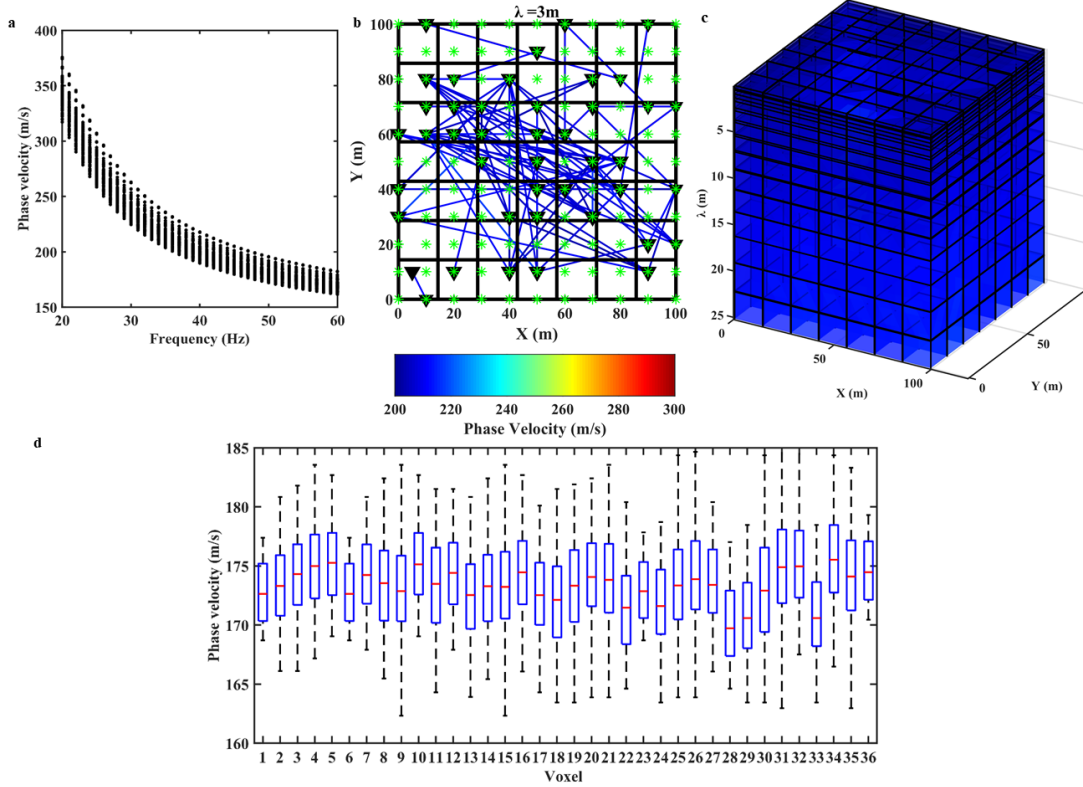 a
400
350
300
250
200
150
Phase velocity (m/s)
20 30 40 50 60
Frequency (Hz)
b
λ =3m
100
80
60
40
20
0
Y (m)
0 20 40 60 80 100
X (m)
200 220 240 260 280 300
Phase Velocity (m/s)
c
5
10
15
20
25
λ (m)
0
50
100
X (m)
0
50
Y (m)
d
185
180
175
170
165
160
Phase velocity (m/s)
1 2 3 4 5 6 7 8 9 10 11 12 13 14 15 16 17 18 19 20 21 22 23 24 25 26 27 28 29 30 31 32 33 34 35 36
Voxel